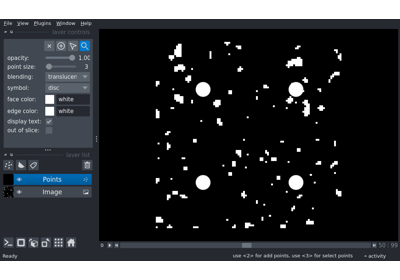 File View Plugins Window Help
layer controls
opacity: 1.00
point size: 3
blending: translucen
symbol: disc
face color: white
edge color: white
display text:
out of slice:
layer list
Points
Image
0 50 99
Ready use <2> for add points, use <3> for select points activity